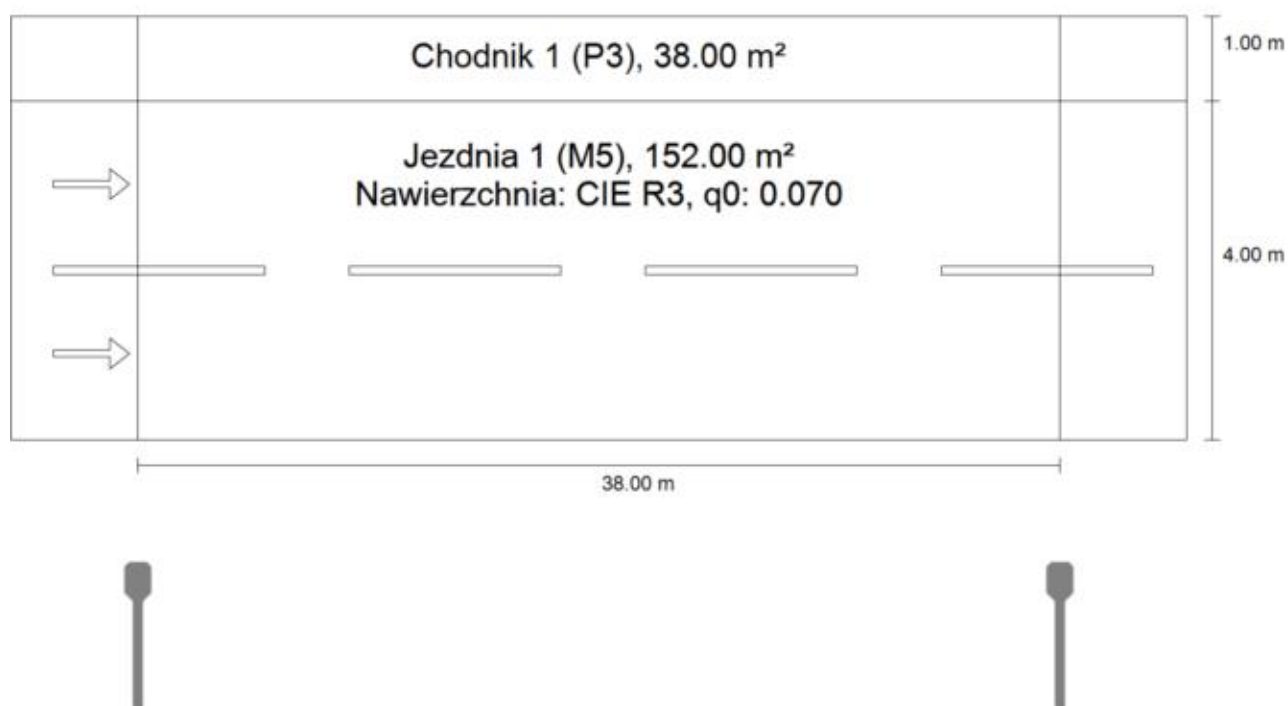 Chodnik 1 (P3), 38.00 m²
1.00 m
Jezdnia 1 (M5), 152.00 m²
Nawierzchnia: CIE R3, q0: 0.070
4.00 m
38.00 m